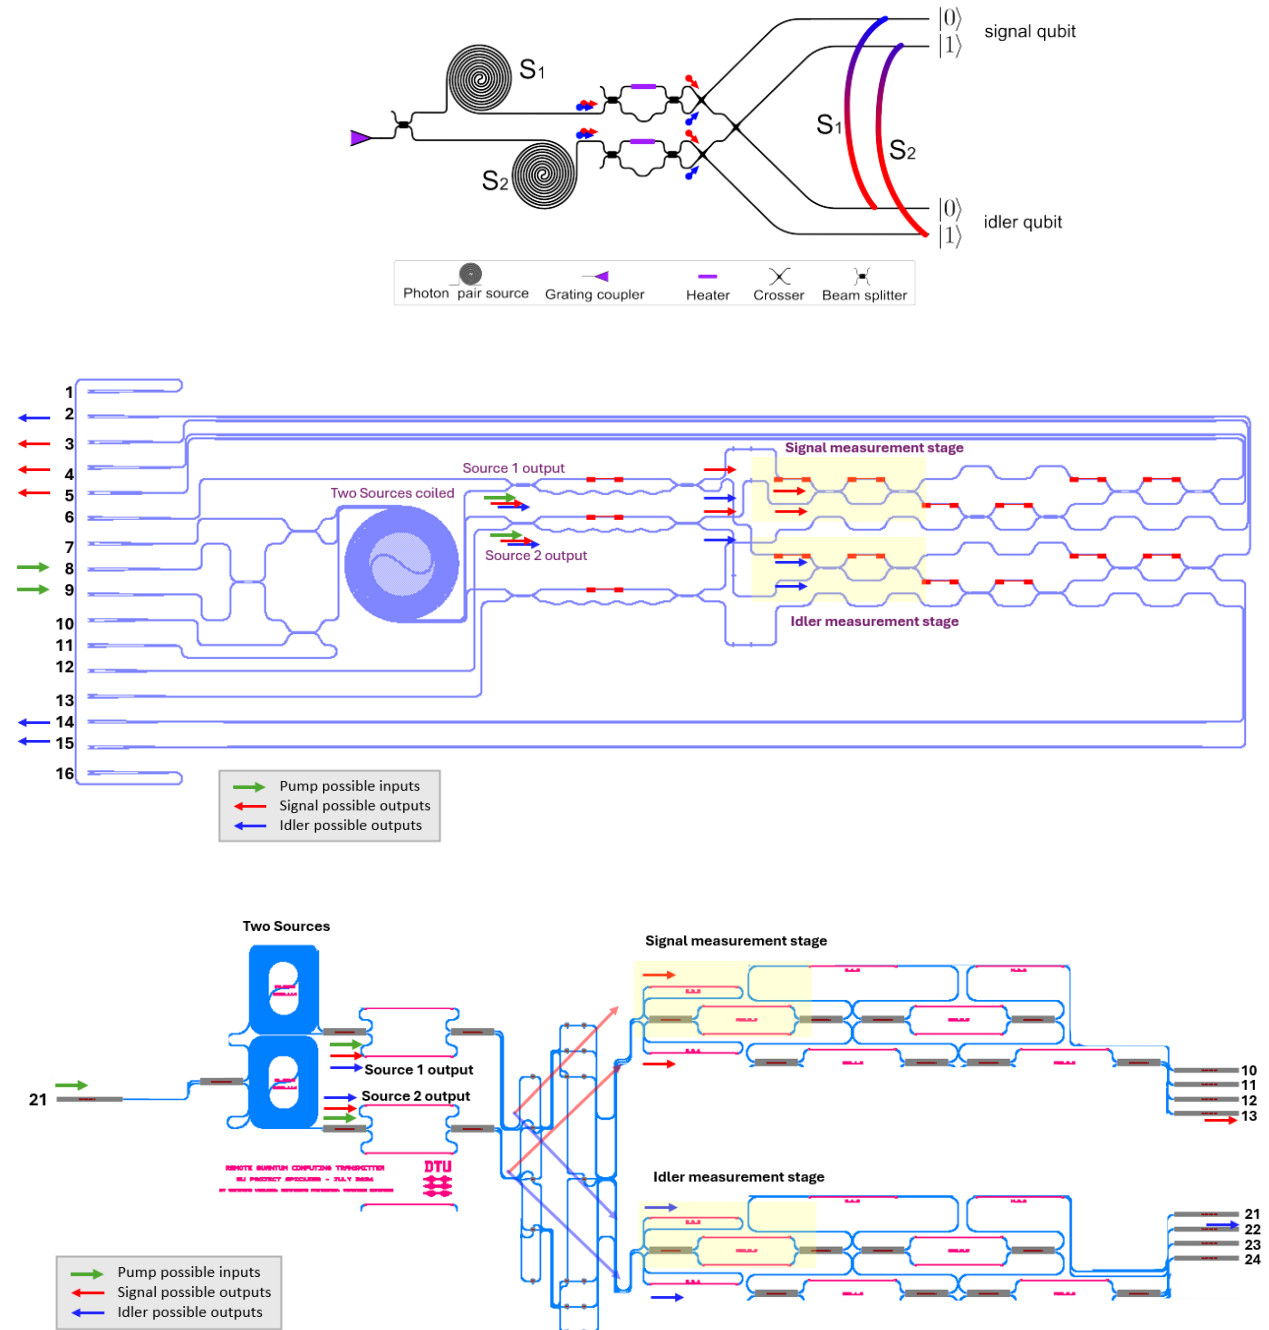 S1
S2
|0⟩
signal qubit
|1⟩
S1
S2
|0⟩
idler qubit
|1⟩
Photon pair source
Grating coupler
Heater
Crosser
Beam splitter
1
2
3
4
5
6
7
8
9
10
11
12
13
14
15
16
Signal measurement stage
Source 1 output
Two Sources coiled
Source 2 output
Idler measurement stage
Pump possible inputs
Signal possible outputs
Idler possible outputs
Two Sources
Signal measurement stage
Source 1 output
Source 2 output
21
10
11
12
13
REMOTE QUANTUM COMPUTING TRANSMITTER
DTU
Idler measurement stage
21
22
23
24
Pump possible inputs
Signal possible outputs
Idler possible outputs